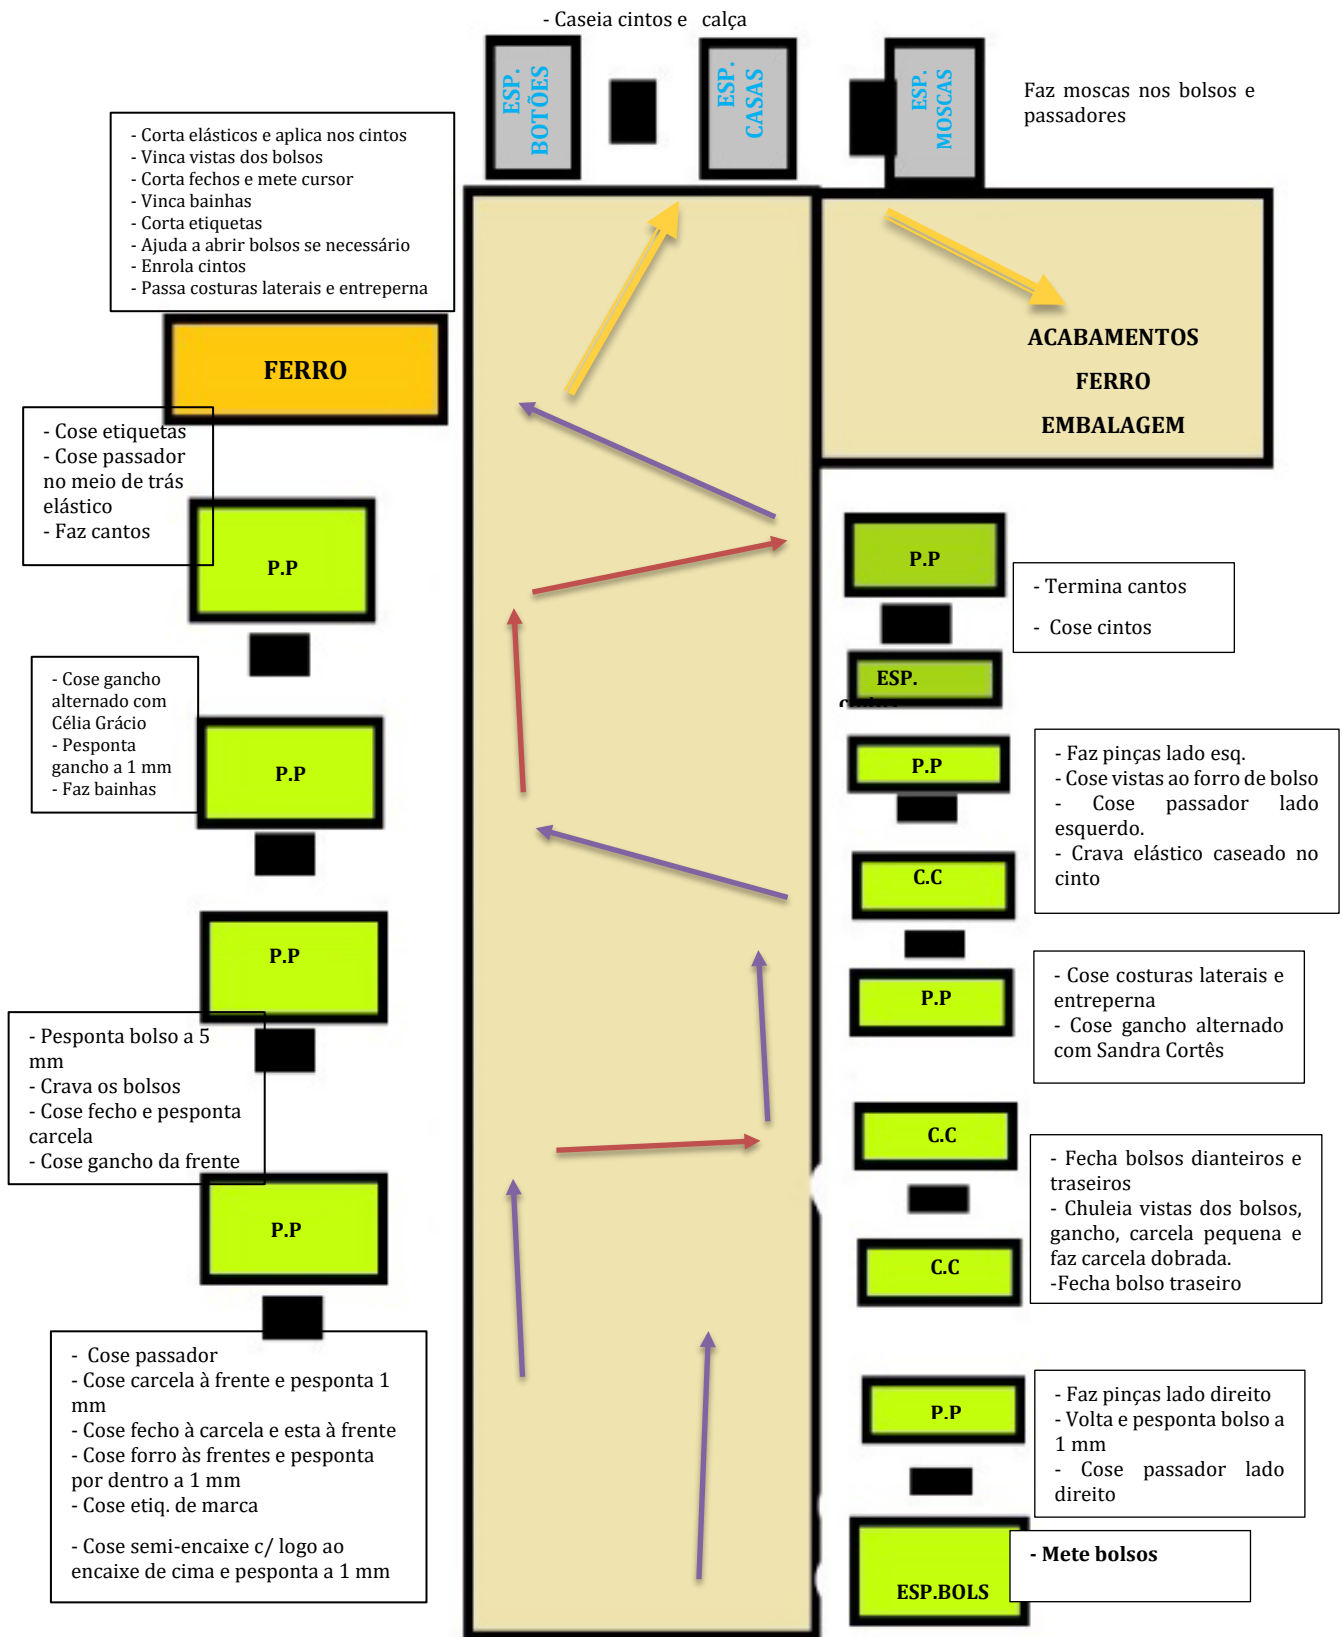 - Caseia cintos e calça
ESP.
BOTÕES
ESP.
CASAS
ESP.
MOSCAS
Faz moscas nos bolsos e
passadores
- Corta elásticos e aplica nos cintos
- Vinca vistas dos bolsos
- Corta fechos e mete cursor
- Vinca bainhas
- Corta etiquetas
- Ajuda a abrir bolsos se necessário
- Enrola cintos
- Passa costuras laterais e entreperna
FERRO
ACABAMENTOS
FERRO
EMBALAGEM
- Cose etiquetas
- Cose passador
no meio de trás
elástico
- Faz cantos
P.P
- Cose gancho
alternado com
Célia Grácio
- Pesponta
gancho a 1 mm
- Faz bainhas
P.P
P.P
- Pesponta bolso a 5
mm
- Crava os bolsos
- Cose fecho e pesponta
carcela
- Cose gancho da frente
P.P
- Cose passador
- Cose carcela à frente e pesponta 1
mm
- Cose fecho à carcela e esta à frente
- Cose forro às frentes e pesponta
por dentro a 1 mm
- Cose etiq. de marca
- Cose semi-encaixe c/ logo ao
encaixe de cima e pesponta a 1 mm
P.P
- Termina cantos
- Cose cintos
ESP.
P.P
- Faz pinças lado esq.
- Cose vistas ao forro de bolso
- Cose passador lado
esquerdo.
- Crava elástico caseado no
cinto
C.C
P.P
- Cose costuras laterais e
entreperna
- Cose gancho alternado
com Sandra Cortês
C.C
- Fecha bolsos dianteiros e
traseiros
- Chuleia vistas dos bolsos,
gancho, carcela pequena e
faz carcela dobrada.
-Fecha bolso traseiro
C.C
P.P
- Faz pinças lado direito
- Volta e pesponta bolso a
1 mm
- Cose passador lado
direito
- Mete bolsos
ESP.BOLS